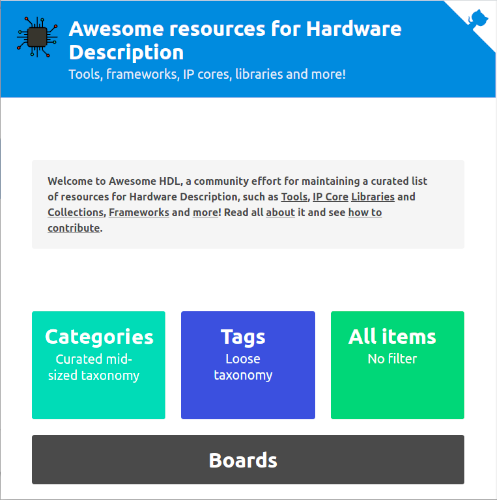 Awesome resources for Hardware
Description
Tools, frameworks, IP cores, libraries and more!
Welcome to Awesome HDL, a community effort for maintaining a curated list
of resources for Hardware Description, such as Tools, IP Core Libraries and
Collections, Frameworks and more! Read all about it and see how to
contribute.
Categories
Curated mid-
sized taxonomy
Tags
Loose
taxonomy
All items
No filter
Boards